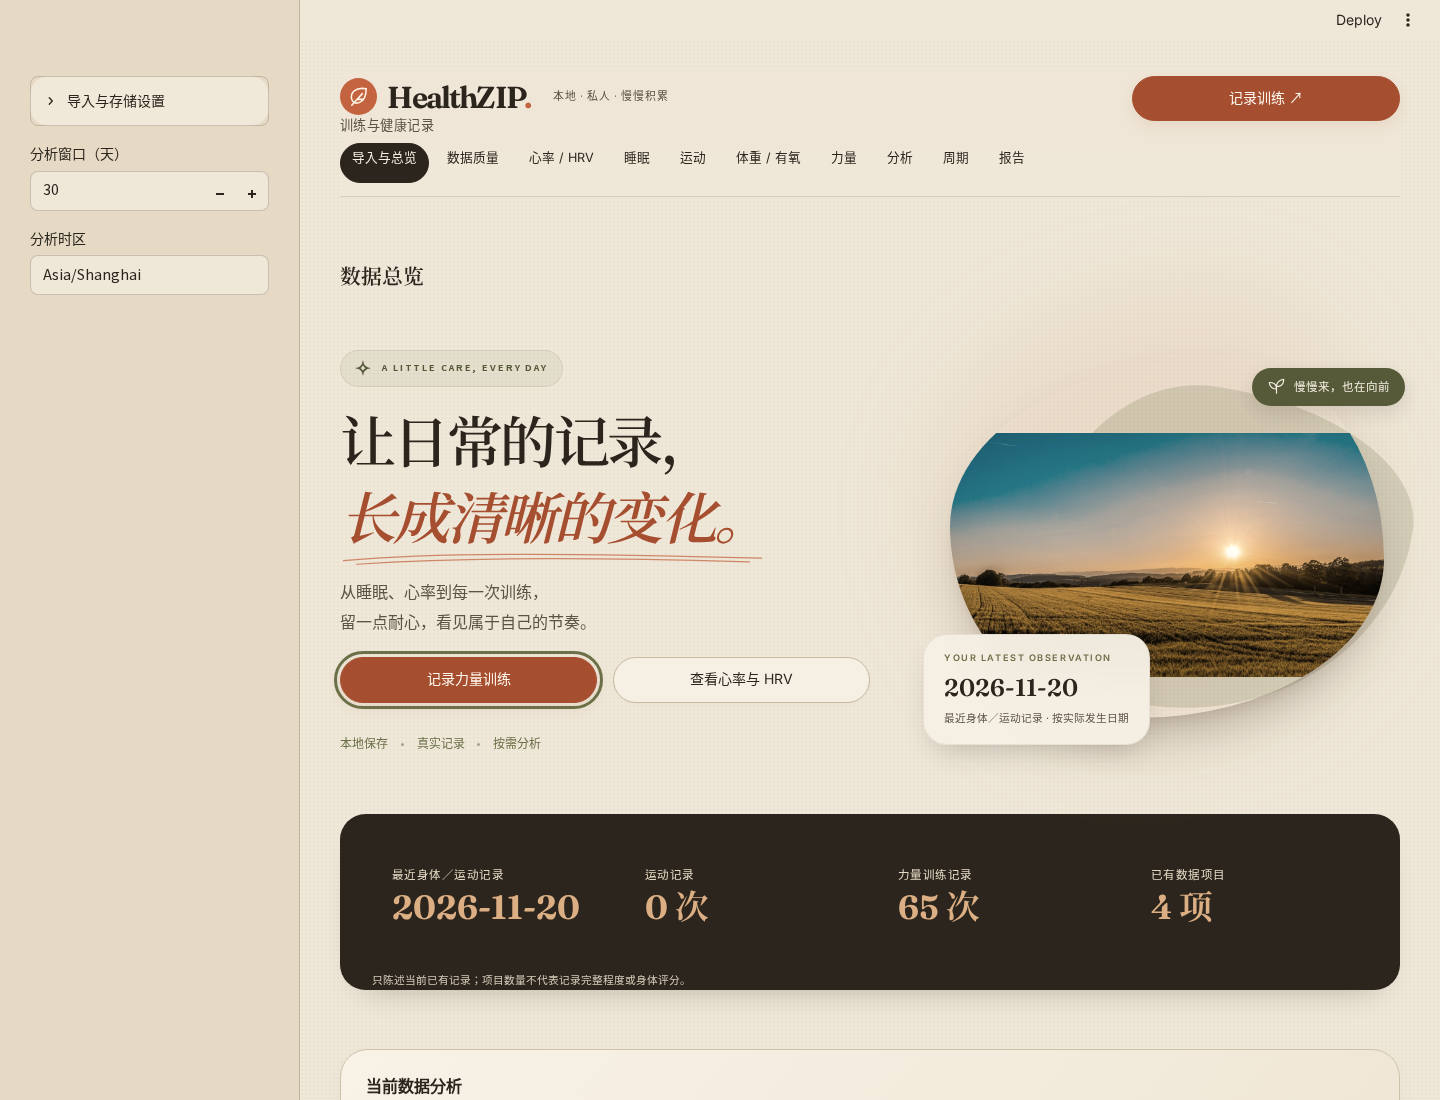 Deploy
导入与存储设置
分析窗口（天）
30
分析时区
Asia/Shanghai
HealthZIP.
本地 · 私人 · 慢慢积累
训练与健康记录
记录训练 ↗
导入与总览 数据质量 心率 / HRV 睡眠 运动 体重 / 有氧 力量 分析 周期 报告
数据总览
A LITTLE CARE, EVERY DAY
让日常的记录，
长成清晰的变化。
从睡眠、心率到每一次训练，
留一点耐心，看见属于自己的节奏。
记录力量训练
查看心率与 HRV
本地保存 • 真实记录 • 按需分析
慢慢来，也在向前
YOUR LATEST OBSERVATION
2026-11-20
最近身体／运动记录 · 按实际发生日期
最近身体／运动记录
2026-11-20
运动记录
0 次
力量训练记录
65 次
已有数据项目
4 项
只陈述当前已有记录；项目数量不代表记录完整程度或身体评分。
当前数据分析